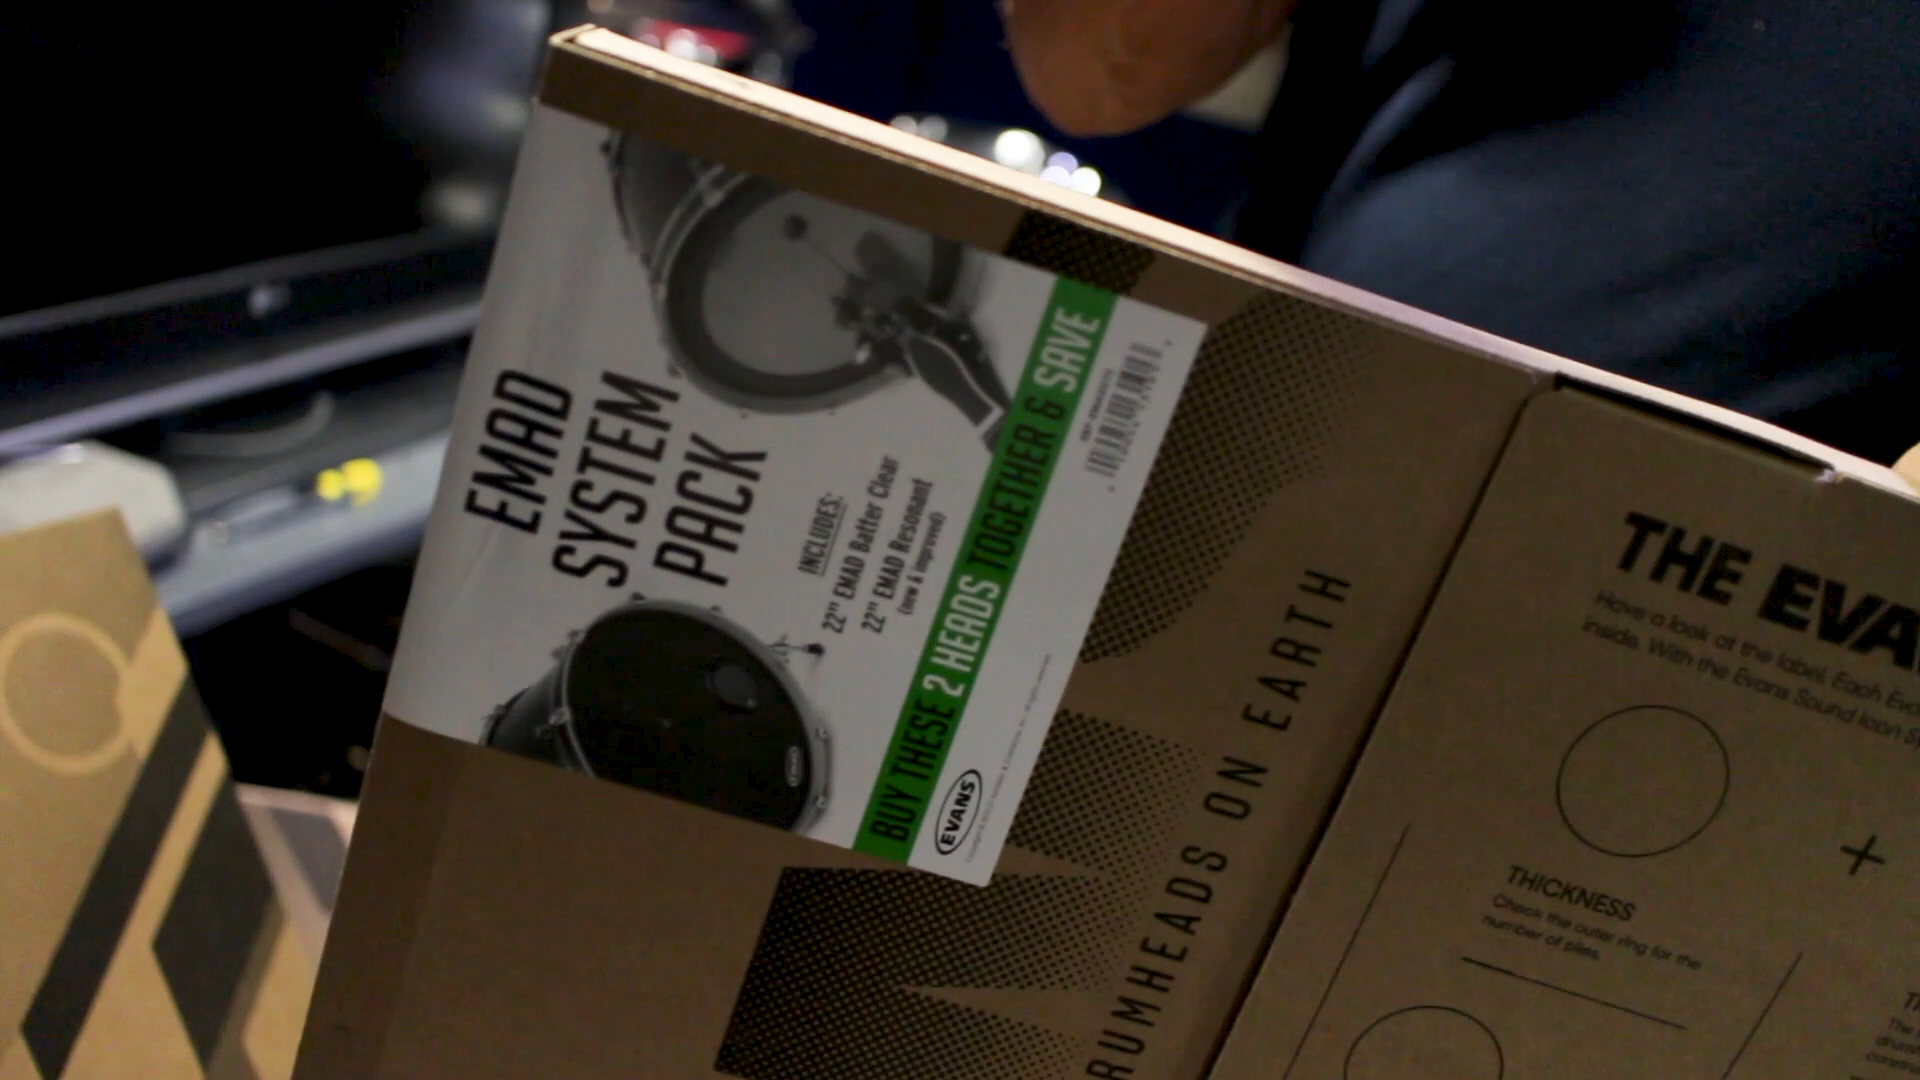 EMAD
SYSTEM
PACK
INCLUDES:
22" EMAD Batter Clear
22" EMAD Resonant
(new & improved)
BUY THESE 2 HEADS TOGETHER & SAVE
EVANS
RUMHEADS ON EARTH
THE EVA
Have a look at the label. Each Eva
inside. With the Evans Sound Icon Sy
+
THICKNESS
Check the outer ring for the
number of plies.